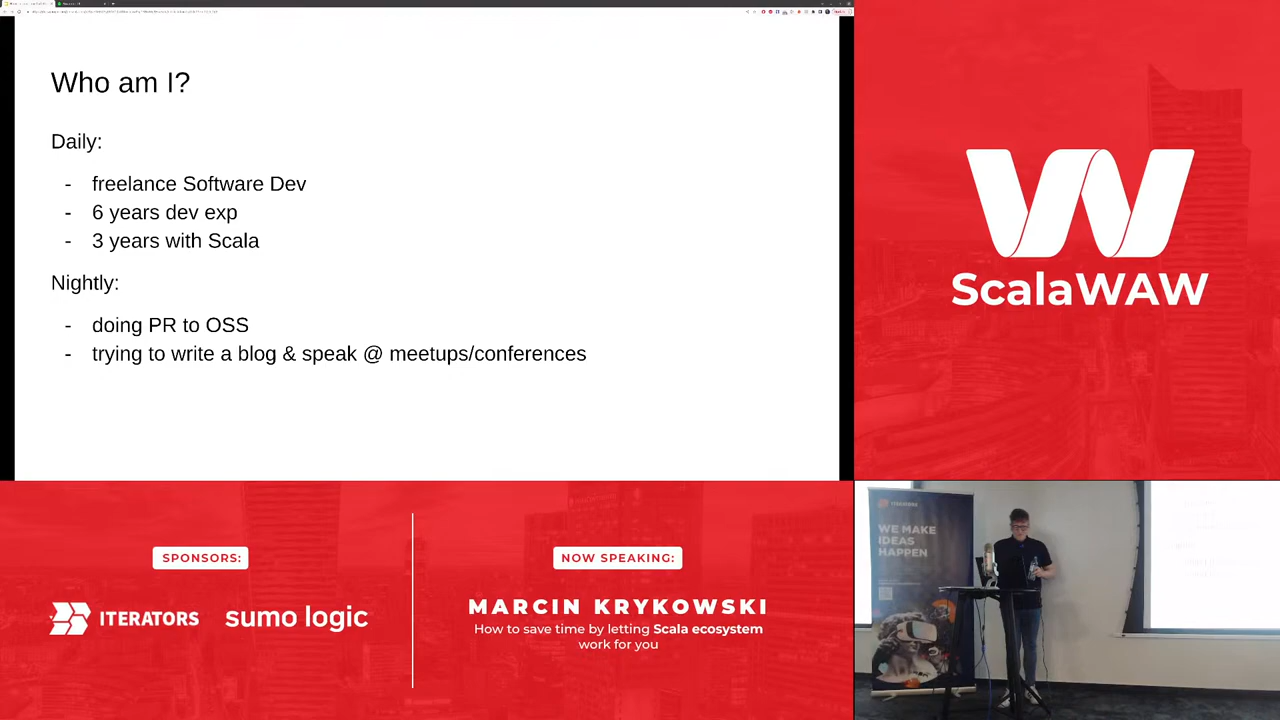 Who am I?
Daily:
- freelance Software Dev
- 6 years dev exp
- 3 years with Scala
Nightly:
- doing PR to OSS
- trying to write a blog & speak @ meetups/conferences
ScalaWAW
SPONSORS:
ITERATORS
sumo logic
NOW SPEAKING:
MARCIN KRYKOWSKI
How to save time by letting Scala ecosystem
work for you
ITERATORS
WE MAKE
IDEAS
HAPPEN